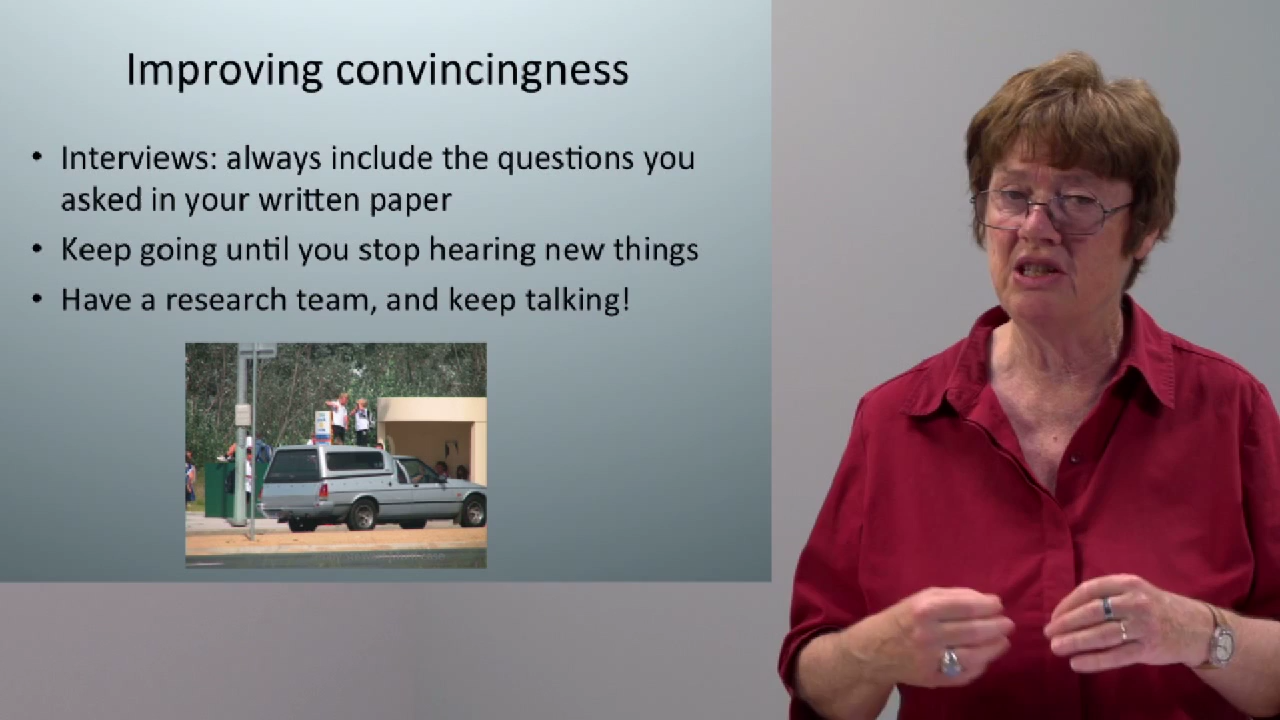 Improving convincingness
• Interviews: always include the questions you
asked in your written paper
• Keep going until you stop hearing new things
• Have a research team, and keep talking!